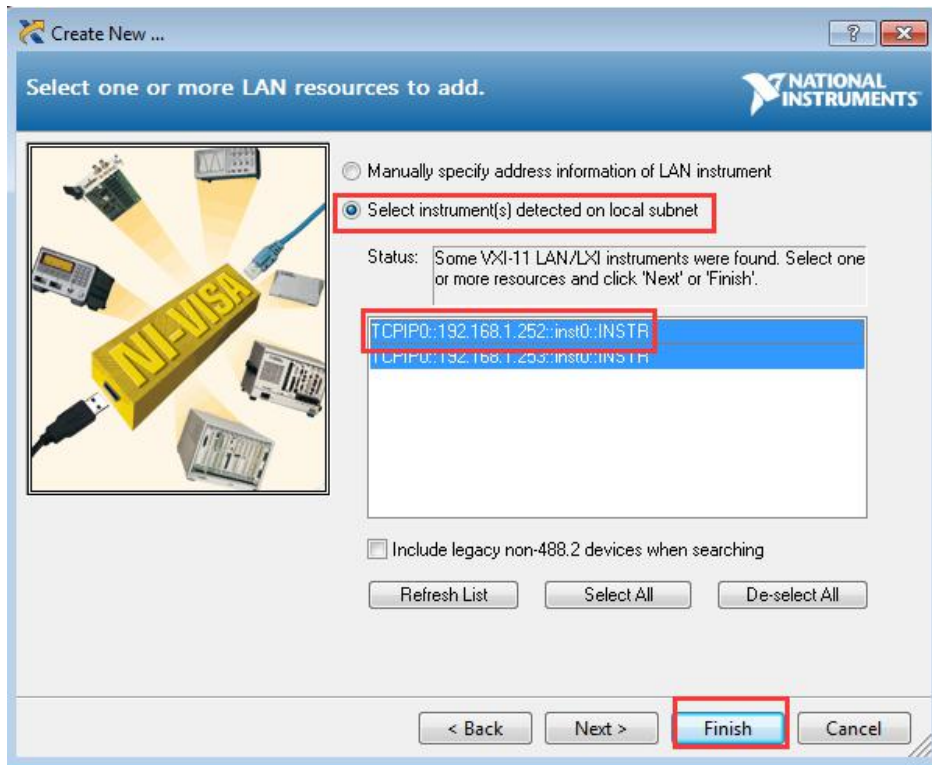 Create New ...
Select one or more LAN resources to add.
NATIONAL
INSTRUMENTS
NI-VISA
Manually specify address information of LAN instrument
Select instrument(s) detected on local subnet
Status: Some VXI-11 LAN/LXI instruments were found. Select one
or more resources and click 'Next' or 'Finish'.
TCPIP0::192.168.1.252::inst0::INSTR
TCPIP0::192.168.1.253::inst0::INSTR
Include legacy non-488.2 devices when searching
Refresh List Select All De-select All
< Back Next > Finish Cancel